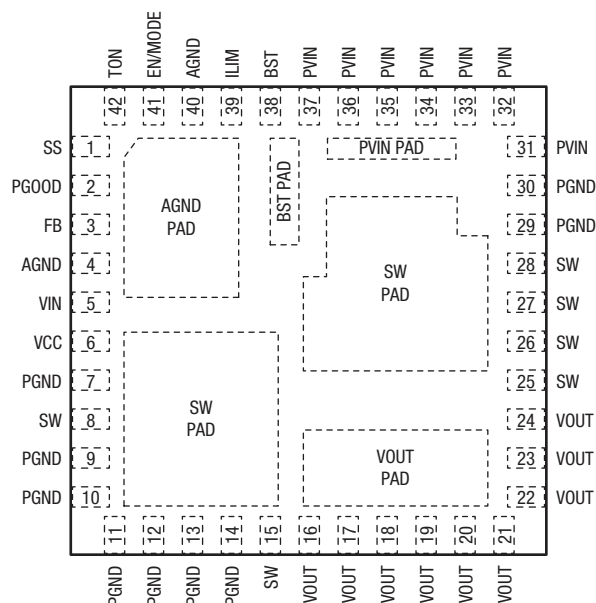 TON EN/MODE AGND ILIM BST PVIN PVIN PVIN PVIN PVIN PVIN
42 41 40 39 38 37 36 35 34 33 32
SS 1 31 PVIN
PGOOD 2 30 PGND
FB 3 29 PGND
AGND 4 28 SW
VIN 5 27 SW
VCC 6 26 SW
PGND 7 25 SW
SW 8 24 VOUT
PGND 9 23 VOUT
PGND 10 22 VOUT
AGND
PAD
BST PAD
PVIN PAD
SW
PAD
SW
PAD
VOUT
PAD
11 12 13 14 15 16 17 18 19 20 21
PGND PGND PGND PGND SW VOUT VOUT VOUT VOUT VOUT VOUT